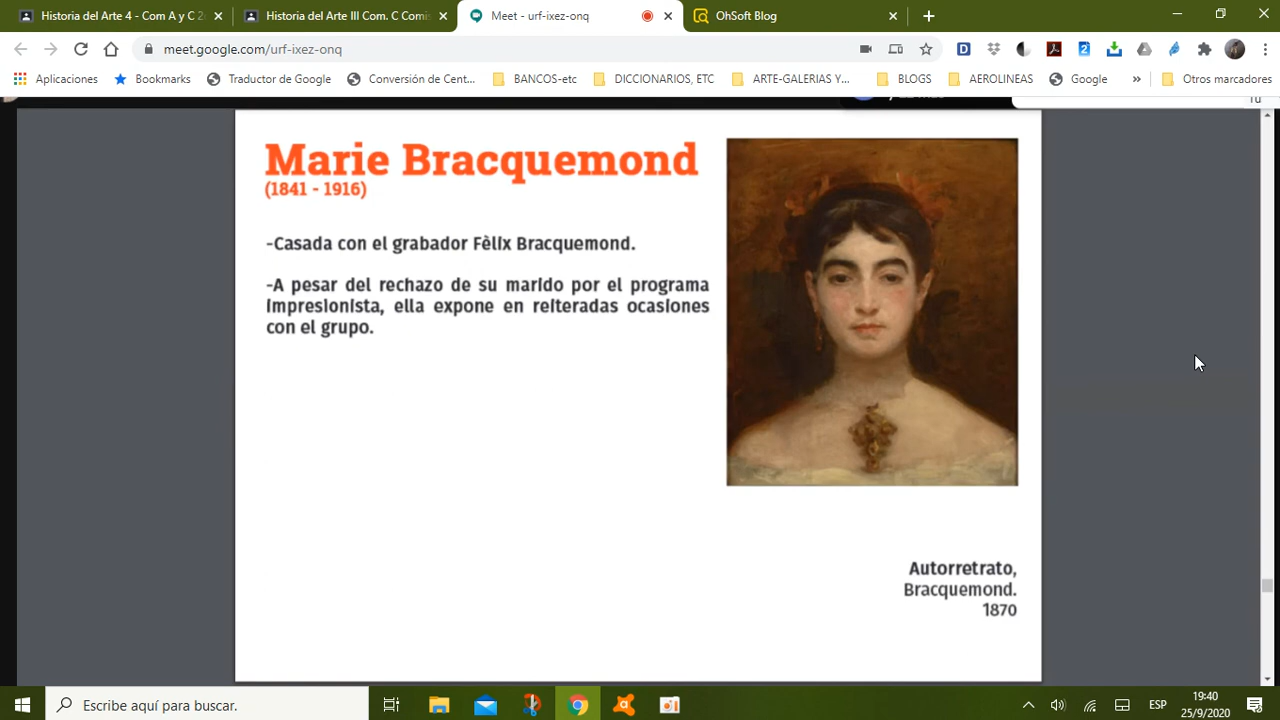 Historia del Arte 4 - Com A y C 2
Historia del Arte III Com. C Comis
Meet - urf-ixez-onq
OhSoft Blog
meet.google.com/urf-ixez-onq
Aplicaciones
Bookmarks
Traductor de Google
Conversión de Gent...
BANCOS-etc
DICCIONARIOS, ETC
ARTE-GALERIAS Y...
BLOGS
AEROLINEAS
Google
Otros marcadores
Marie Bracquemond
(1841 - 1916)
-Casada con el grabador Fèlix Bracquemond.
-A pesar del rechazo de su marido por el programa
impresionista, ella expone en reiteradas ocasiones
con el grupo.
Autorretrato,
Bracquemond.
1870
Escribe aquí para buscar.
ESP
19:40
25/9/2020